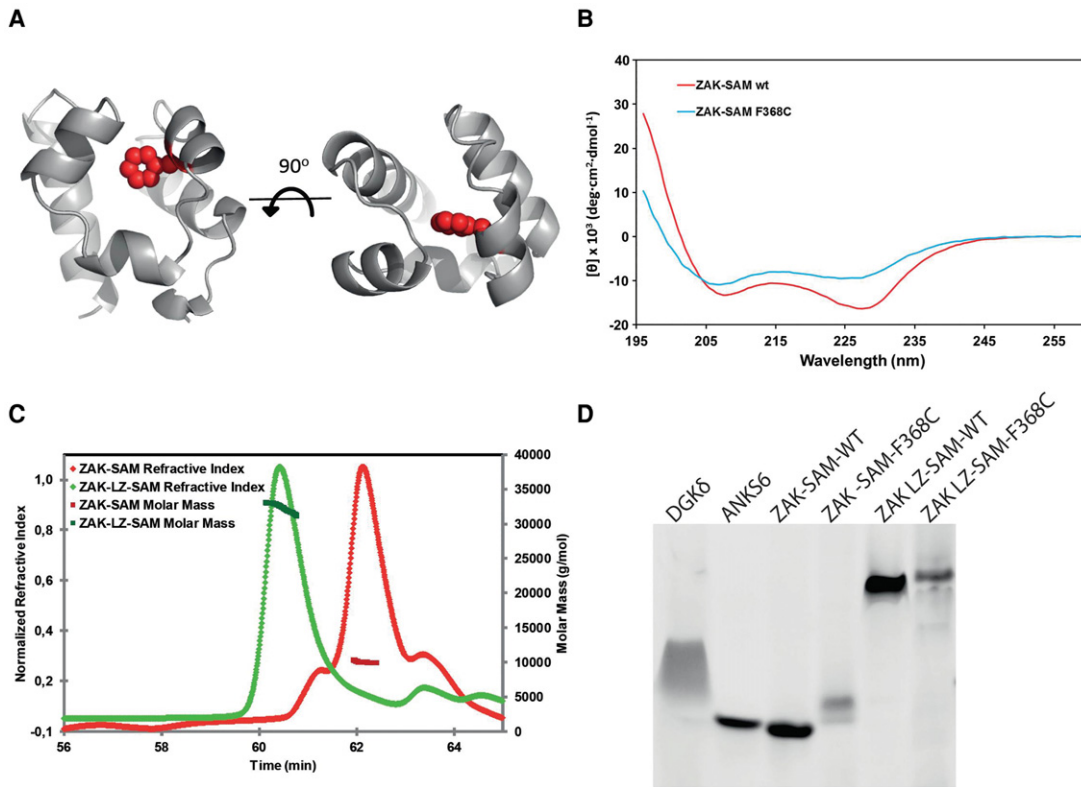 A
90º
B
[θ] x 10³ (deg·cm²·dmol⁻¹)
40
30
20
10
0
-10
-20
ZAK-SAM wt
ZAK-SAM F368C
195
205
215
225
235
245
255
Wavelength (nm)
C
Normalized Refractive Index
1,0
0,8
0,6
0,4
0,2
-0,1
ZAK-SAM Refractive Index
ZAK-LZ-SAM Refractive Index
ZAK-SAM Molar Mass
ZAK-LZ-SAM Molar Mass
40000
35000
30000
25000
20000
15000
10000
5000
0
Molar Mass (g/mol)
56
58
60
62
64
Time (min)
D
DGKδ
ANKS6
ZAK-SAM-WT
ZAK -SAM-F368C
ZAK LZ-SAM-WT
ZAK LZ-SAM-F368C